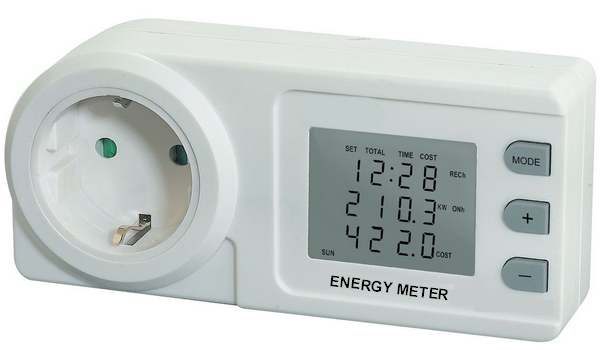 SET TOTAL TIME COST
12:28 RECh
210.3 KW ONh
422.0
SUN COST
ENERGY METER
MODE
+
−